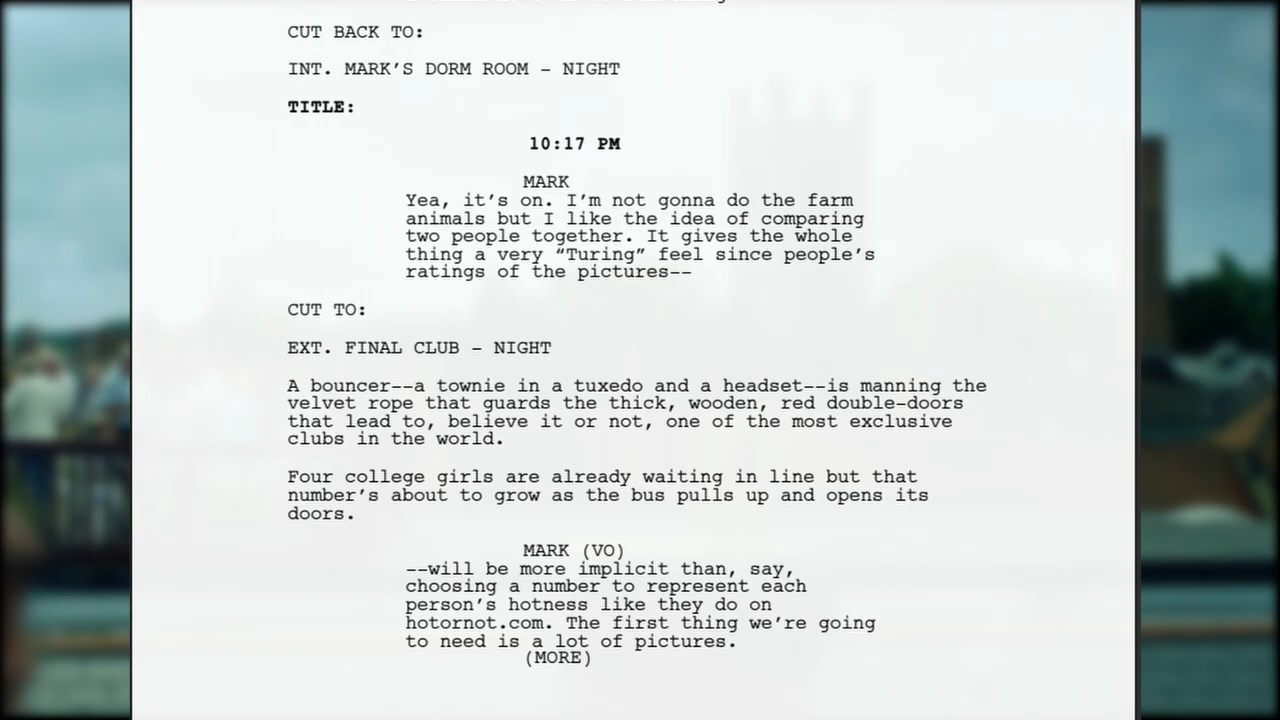 CUT BACK TO:
INT. MARK'S DORM ROOM – NIGHT
TITLE:
10:17 PM
MARK
Yea, it's on. I'm not gonna do the farm
animals but I like the idea of comparing
two people together. It gives the whole
thing a very “Turing” feel since people's
ratings of the pictures--
CUT TO:
EXT. FINAL CLUB – NIGHT
A bouncer--a townie in a tuxedo and a headset--is manning the
velvet rope that guards the thick, wooden, red double-doors
that lead to, believe it or not, one of the most exclusive
clubs in the world.
Four college girls are already waiting in line but that
number's about to grow as the bus pulls up and opens its
doors.
MARK (VO)
--will be more implicit than, say,
choosing a number to represent each
person's hotness like they do on
hotornot.com. The first thing we're going
to need is a lot of pictures.
(MORE)